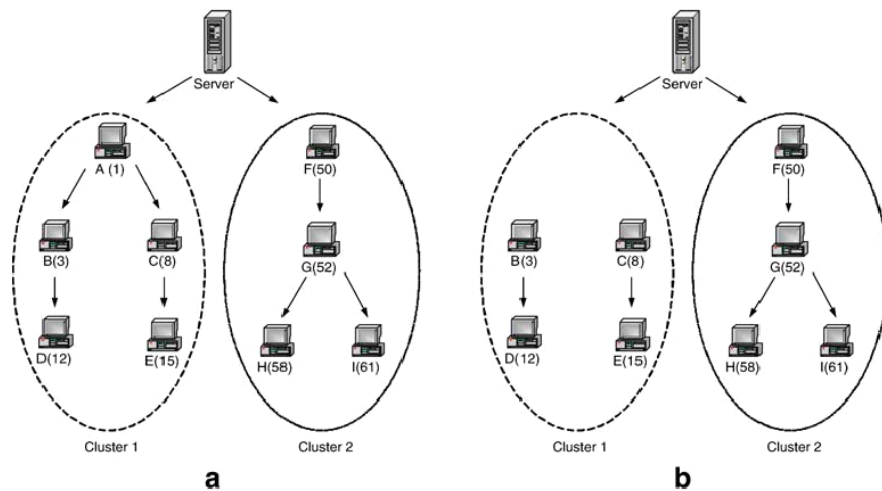 Server
A (1)
B(3)
C(8)
D(12)
E(15)
Cluster 1
F(50)
G(52)
H(58)
I(61)
Cluster 2
a
Server
B(3)
C(8)
D(12)
E(15)
Cluster 1
F(50)
G(52)
H(58)
I(61)
Cluster 2
b